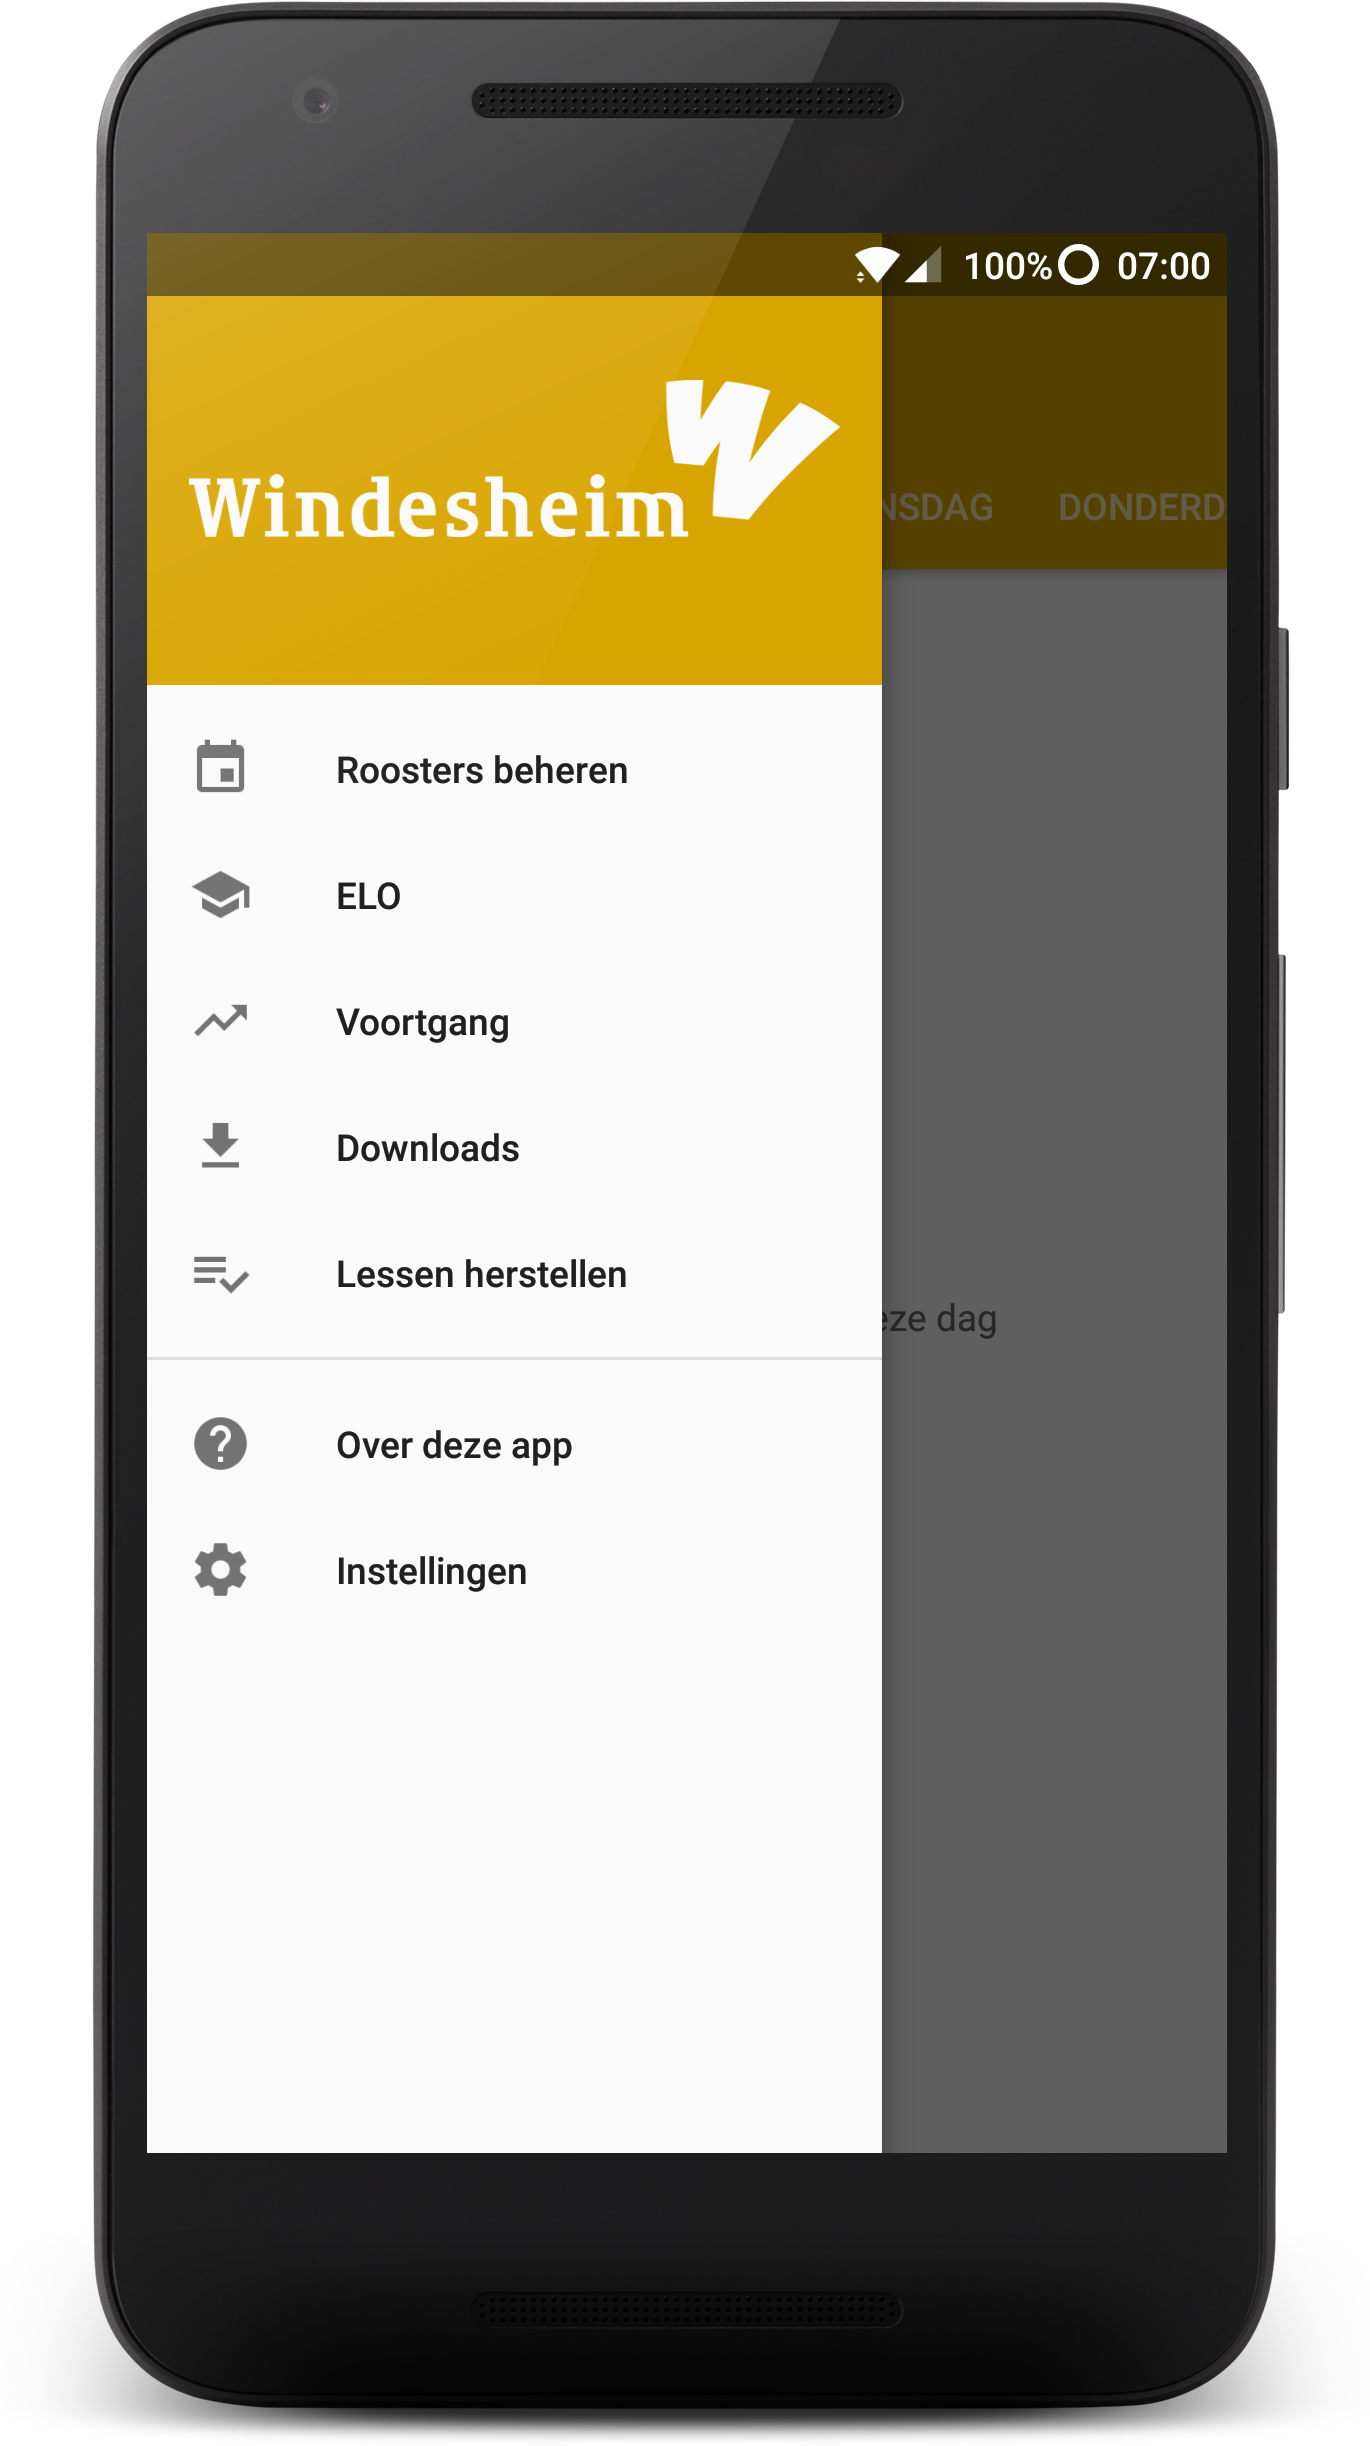 100% 07:00
Windesheim
NSDAG DONDERD
Roosters beheren
ELO
Voortgang
Downloads
Lessen herstellen
eze dag
Over deze app
Instellingen